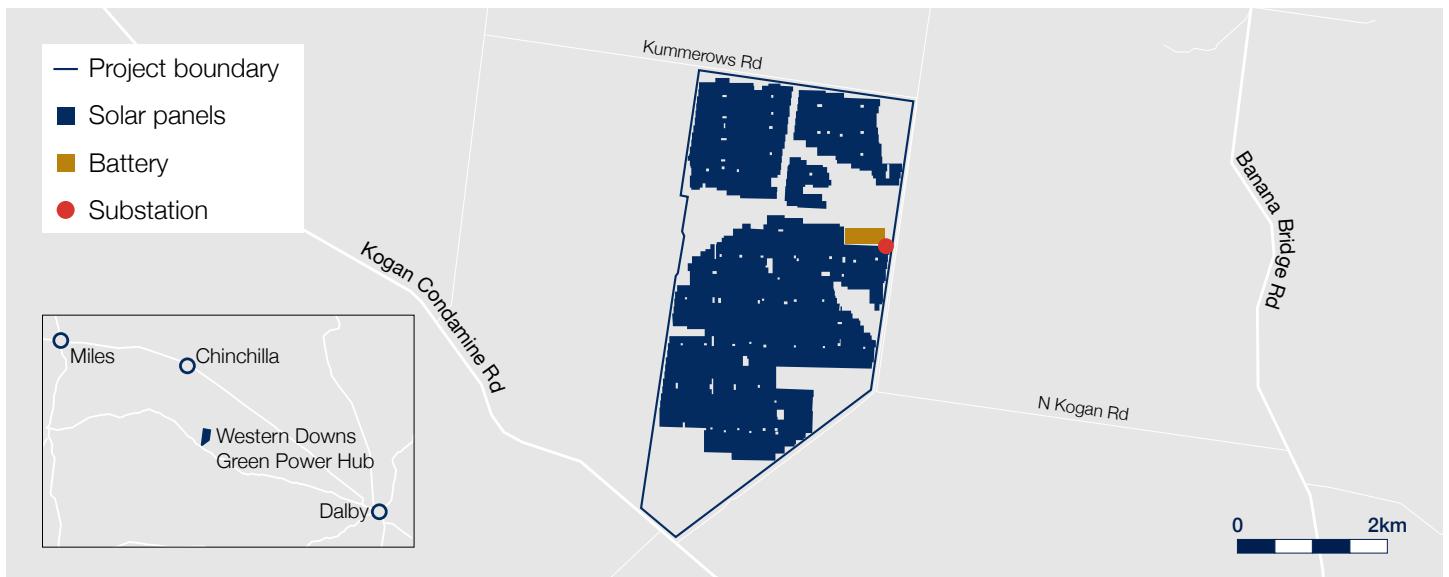 Project boundary
Solar panels
Battery
Substation
Kummerows Rd
Kogan Condamine Rd
Banana Bridge Rd
N Kogan Rd
Miles
Chinchilla
Western Downs
Green Power Hub
Dalby
0 2km